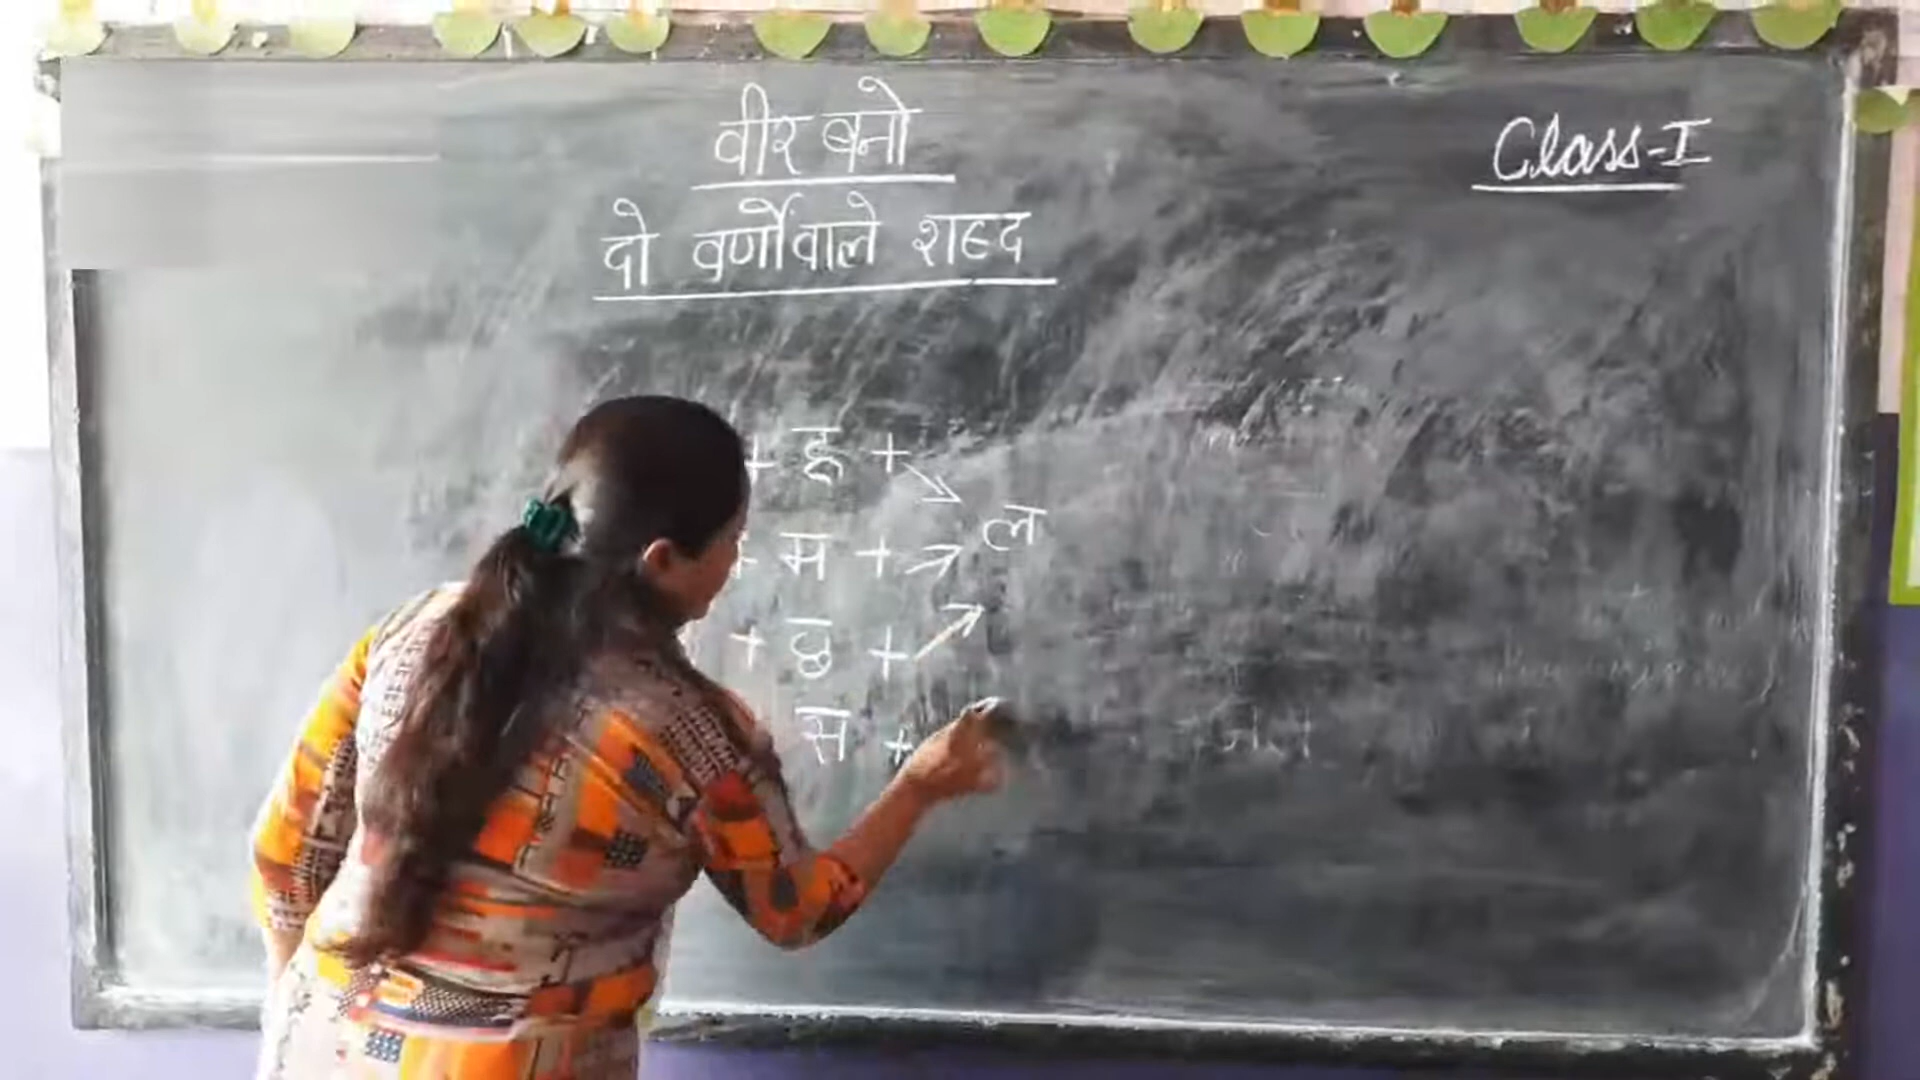 वीर बनो
Class-I
दो वर्णोंवाले शब्द
+ ह +
ल
+ म +
+ छ +
स +